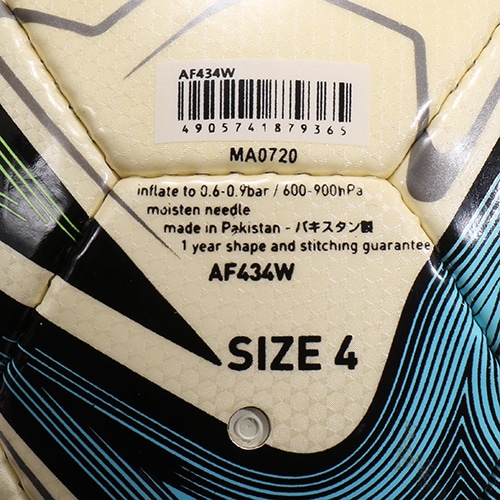 AF434W
4905741879365
MA0720
inflate to 0.6-0.9bar / 600-900hPa
moisten needle
made in Pakistan - パキスタン製
1 year shape and stitching guarantee
AF434W
SIZE 4